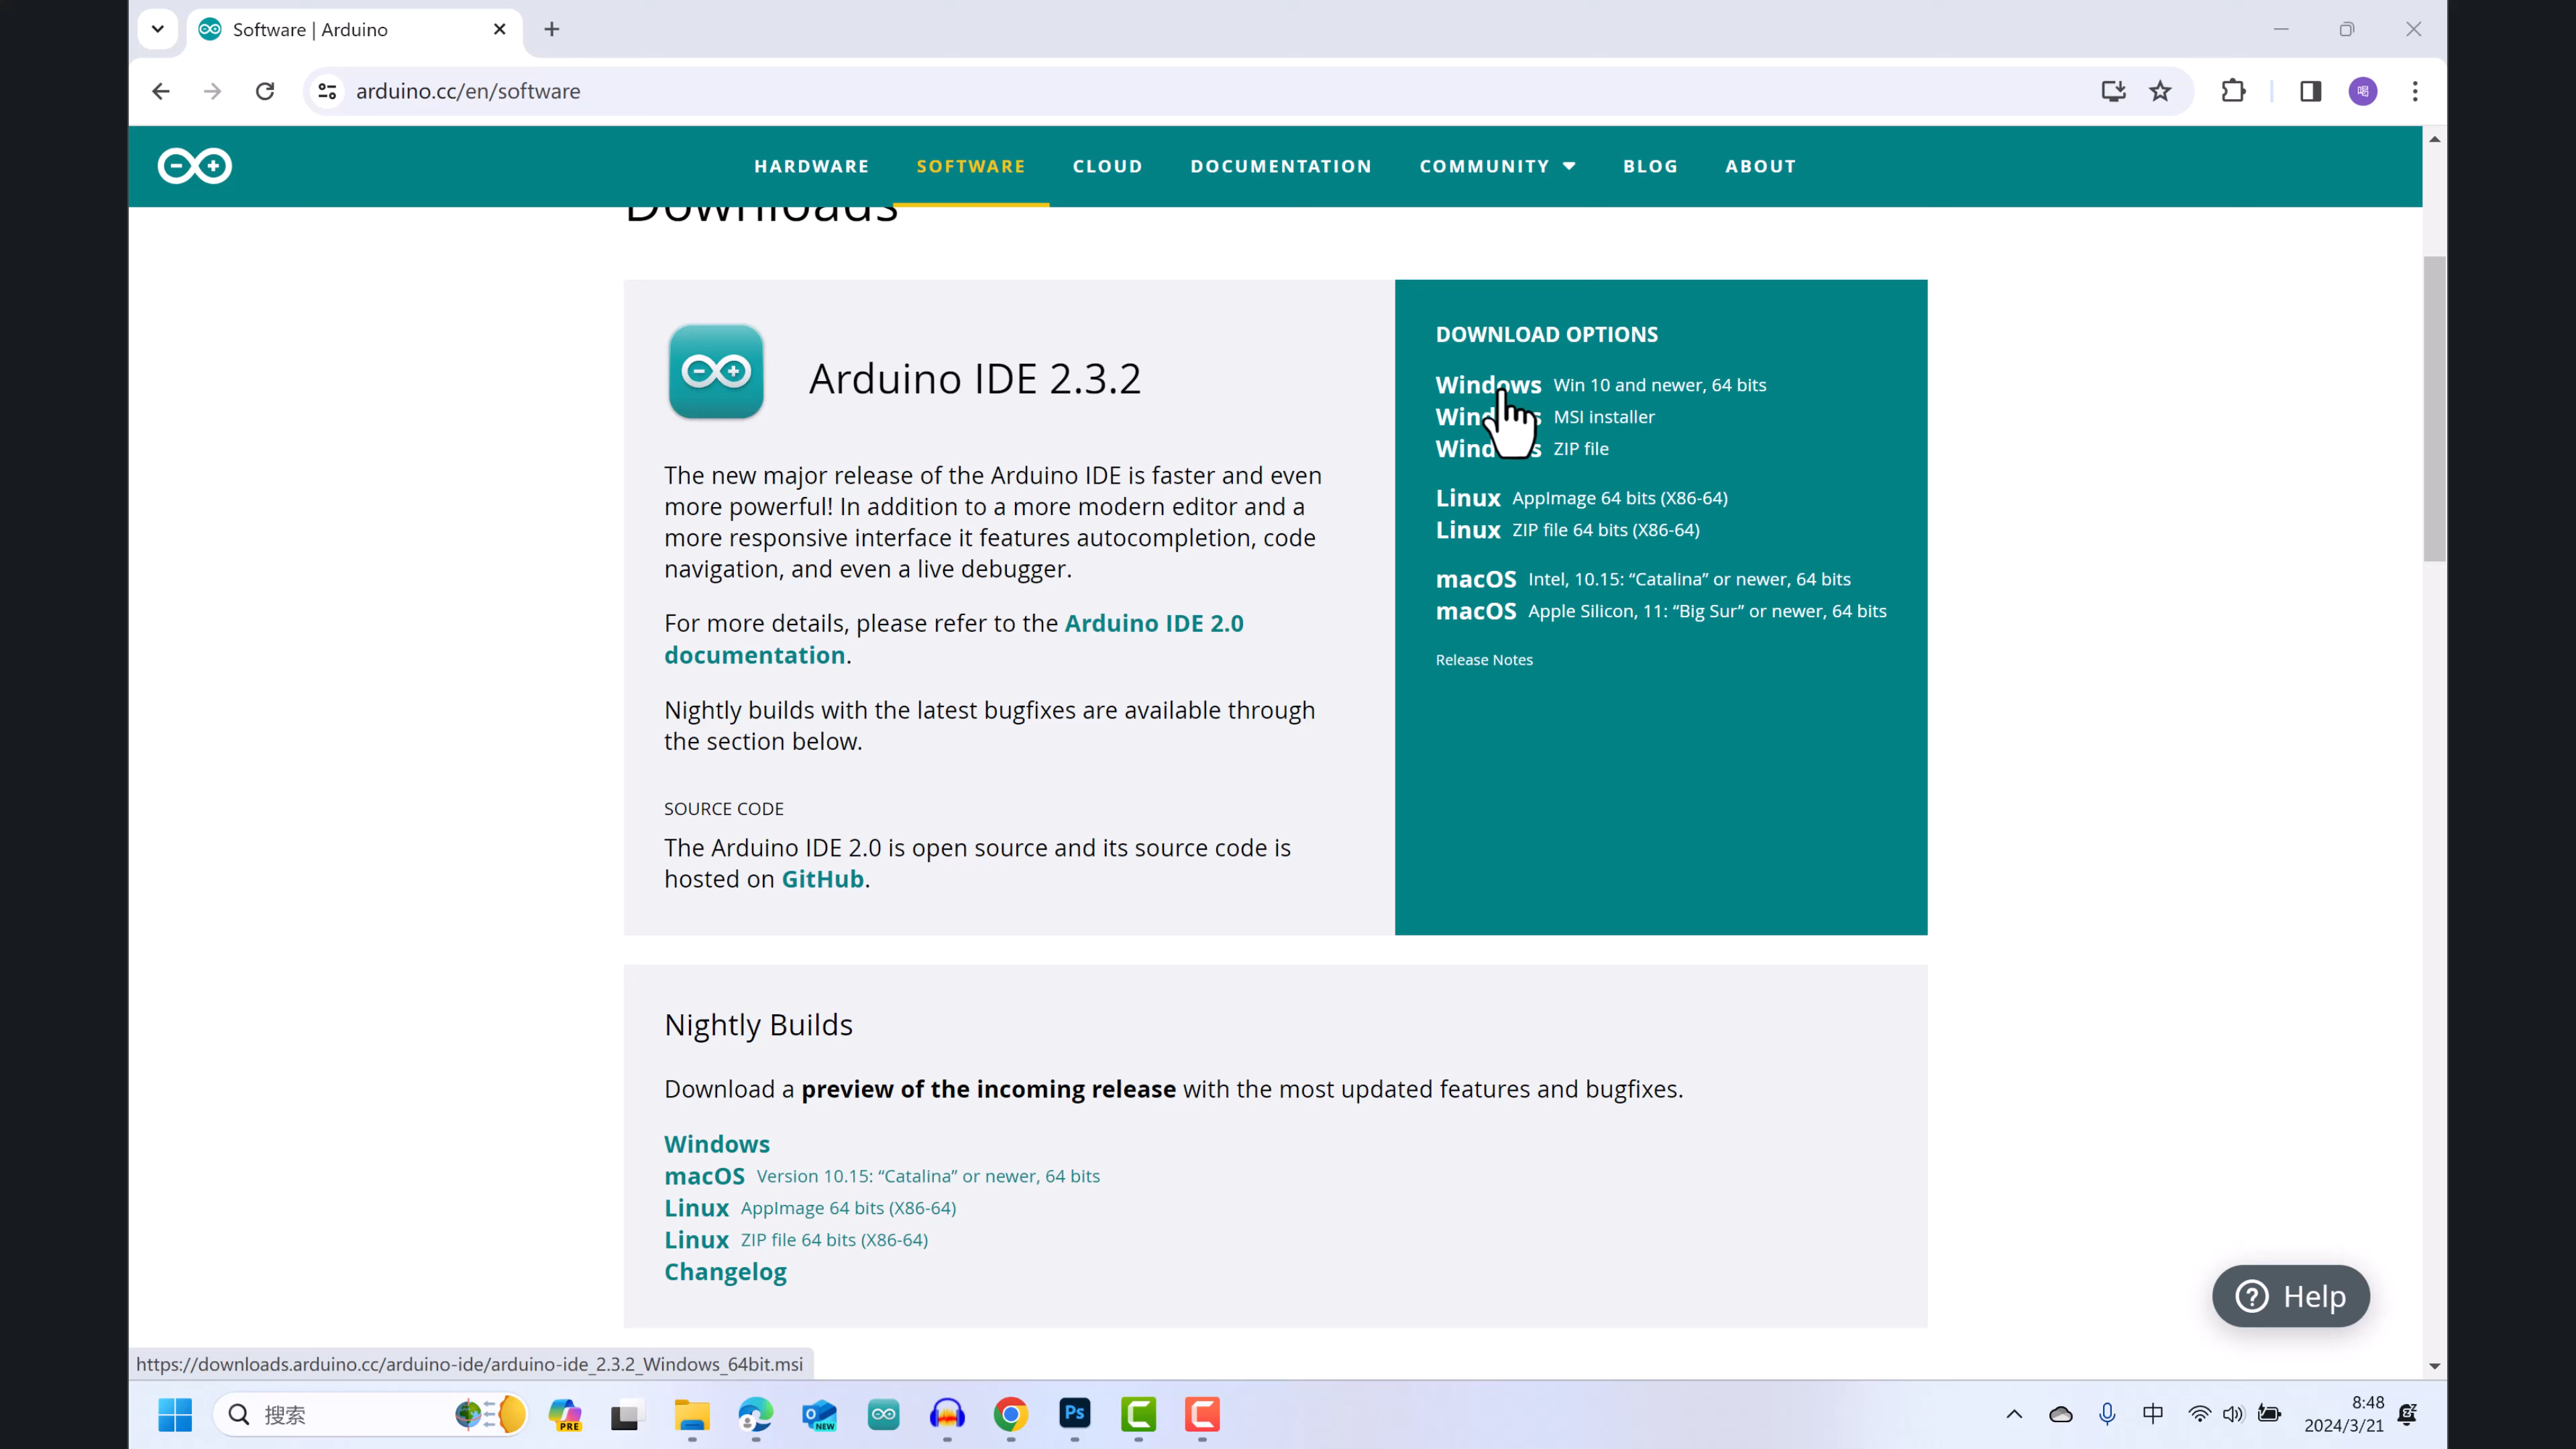 Software | Arduino
arduino.cc/en/software
HARDWARE SOFTWARE CLOUD DOCUMENTATION COMMUNITY BLOG ABOUT
Downloads
Arduino IDE 2.3.2
The new major release of the Arduino IDE is faster and even
more powerful! In addition to a more modern editor and a
more responsive interface it features autocompletion, code
navigation, and even a live debugger.
For more details, please refer to the Arduino IDE 2.0
documentation.
Nightly builds with the latest bugfixes are available through
the section below.
SOURCE CODE
The Arduino IDE 2.0 is open source and its source code is
hosted on GitHub.
DOWNLOAD OPTIONS
Windows Win 10 and newer, 64 bits
Windows MSI installer
Windows ZIP file
Linux AppImage 64 bits (X86-64)
Linux ZIP file 64 bits (X86-64)
macOS Intel, 10.15: “Catalina” or newer, 64 bits
macOS Apple Silicon, 11: “Big Sur” or newer, 64 bits
Release Notes
Nightly Builds
Download a preview of the incoming release with the most updated features and bugfixes.
Windows
macOS Version 10.15: “Catalina” or newer, 64 bits
Linux AppImage 64 bits (X86-64)
Linux ZIP file 64 bits (X86-64)
Changelog
Help
https://downloads.arduino.cc/arduino-ide/arduino-ide_2.3.2_Windows_64bit.msi
搜索
PRE
NEW
Ps
中
8:48
2024/3/21